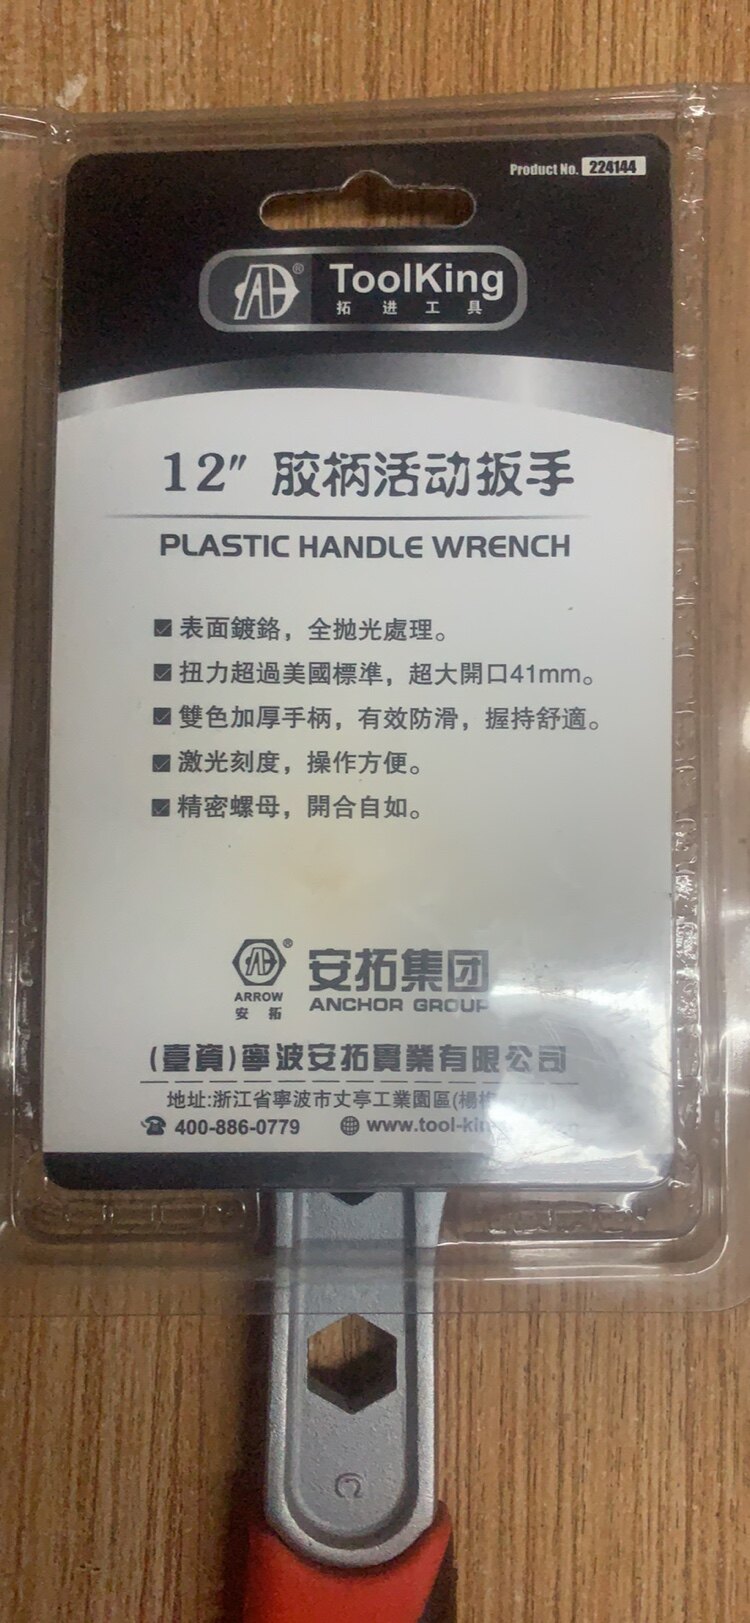 Product No. 224144
ToolKing
拓进工具
12" 胶柄活动扳手
PLASTIC HANDLE WRENCH
表面鍍鉻，全抛光處理。
扭力超過美國標準，超大開口41mm。
雙色加厚手柄，有效防滑，握持舒適。
激光刻度，操作方便。
精密螺母，開合自如。
ARROW
安拓
安拓集团
ANCHOR GROUP
(臺資)寧波安拓實業有限公司
地址:浙江省寧波市丈亭工業園區
400-886-0779
www.tool-
C